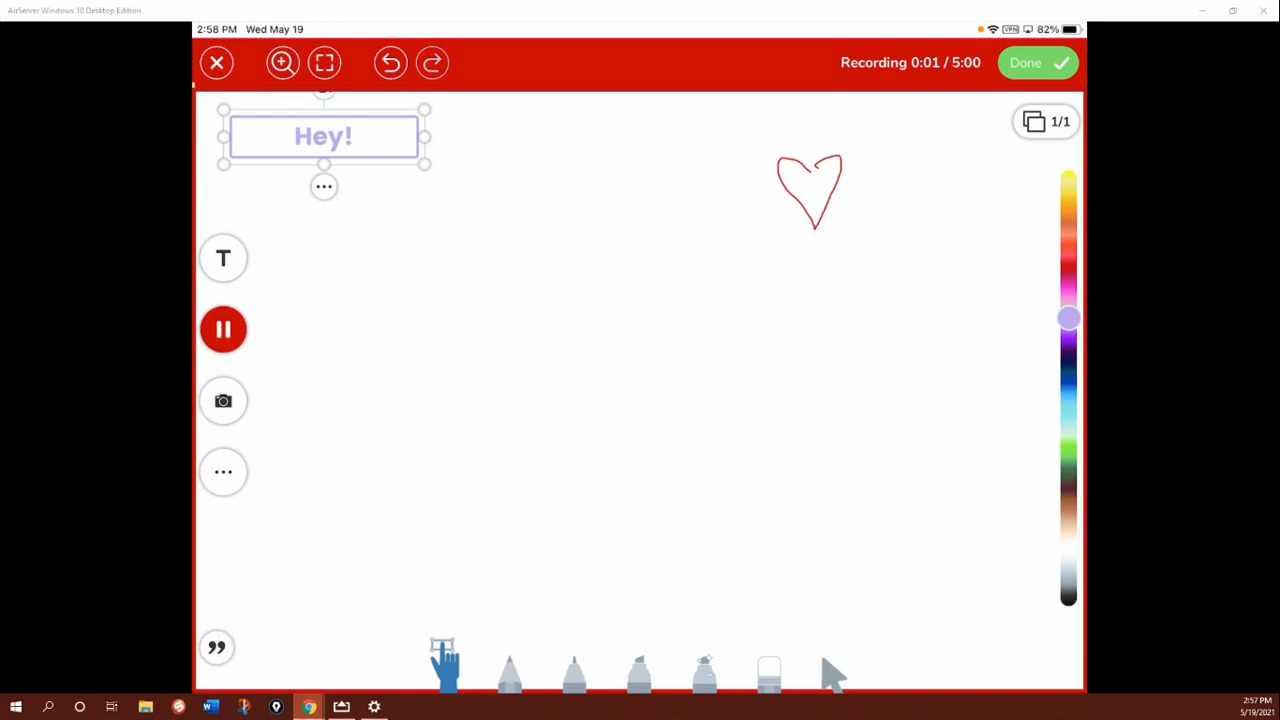 AirServer Windows 10 Desktop Edition
2:58 PM Wed May 19
VPN 82%
Recording 0:01 / 5:00 Done
Hey!
1/1
T
2:57 PM
5/19/2021